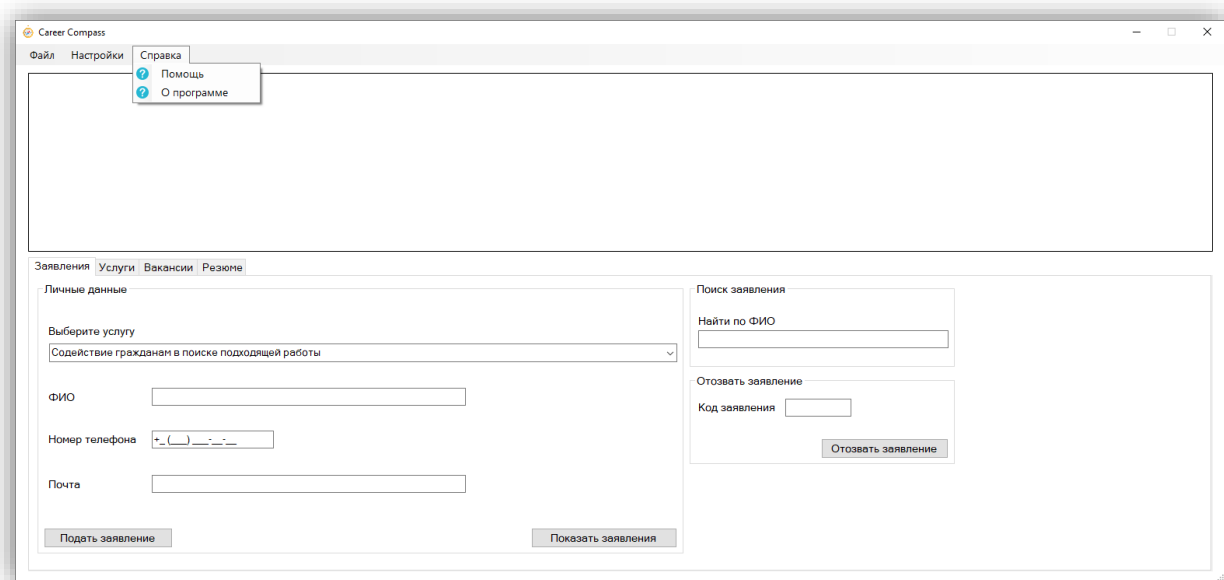 Career Compass
Файл Настройки Справка
Помощь
О программе
Заявления Услуги Вакансии Резюме
Личные данные
Выберите услугу
Содействие гражданам в поиске подходящей работы
ФИО
Номер телефона +_ (___) ___-__-__
Почта
Подать заявление Показать заявления
Поиск заявления
Найти по ФИО
Отозвать заявление
Код заявления
Отозвать заявление